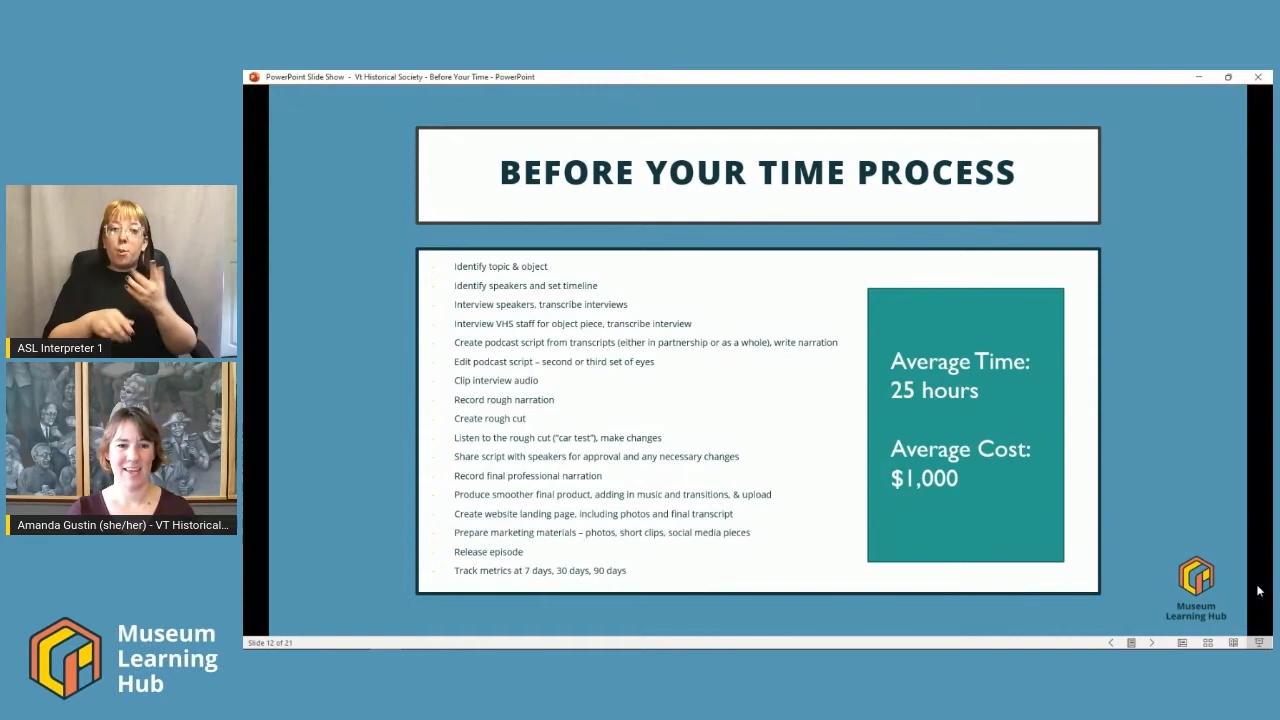 PowerPoint Slide Show - Vt Historical Society - Before Your Time - PowerPoint
BEFORE YOUR TIME PROCESS
- Identify topic & object
- Identify speakers and set timeline
- Interview speakers, transcribe interviews
- Interview VHS staff for object piece, transcribe interview
- Create podcast script from transcripts (either in partnership or as a whole), write narration
- Edit podcast script – second or third set of eyes
- Clip interview audio
- Record rough narration
- Create rough cut
- Listen to the rough cut (“car test”), make changes
- Share script with speakers for approval and any necessary changes
- Record final professional narration
- Produce smoother final product, adding in music and transitions, & upload
- Create website landing page, including photos and final transcript
- Prepare marketing materials – photos, short clips, social media pieces
- Release episode
- Track metrics at 7 days, 30 days, 90 days
Average Time:
25 hours
Average Cost:
$1,000
Museum
Learning Hub
Slide 12 of 21
ASL Interpreter 1
Amanda Gustin (she/her) - VT Historical...
Museum
Learning
Hub